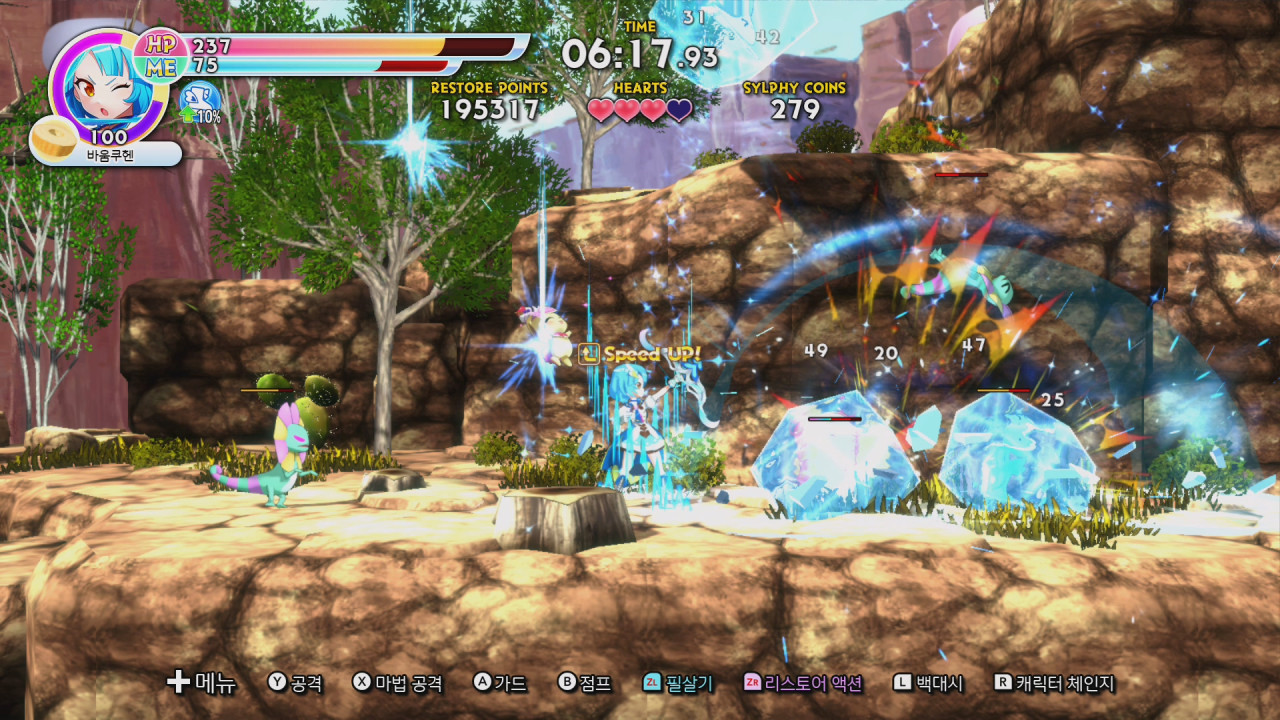 HP 237
ME 75
10%
100
바움쿠헨
TIME
06:17.93
RESTORE POINTS
195317
HEARTS
SYLPHY COINS
279
31
42
Speed UP!
49
20
47
25
메뉴 Y 공격 X 마법 공격 A 가드 B 점프 ZL 필살기 ZR 리스토어 액션 L 백대시 R 캐릭터 체인지